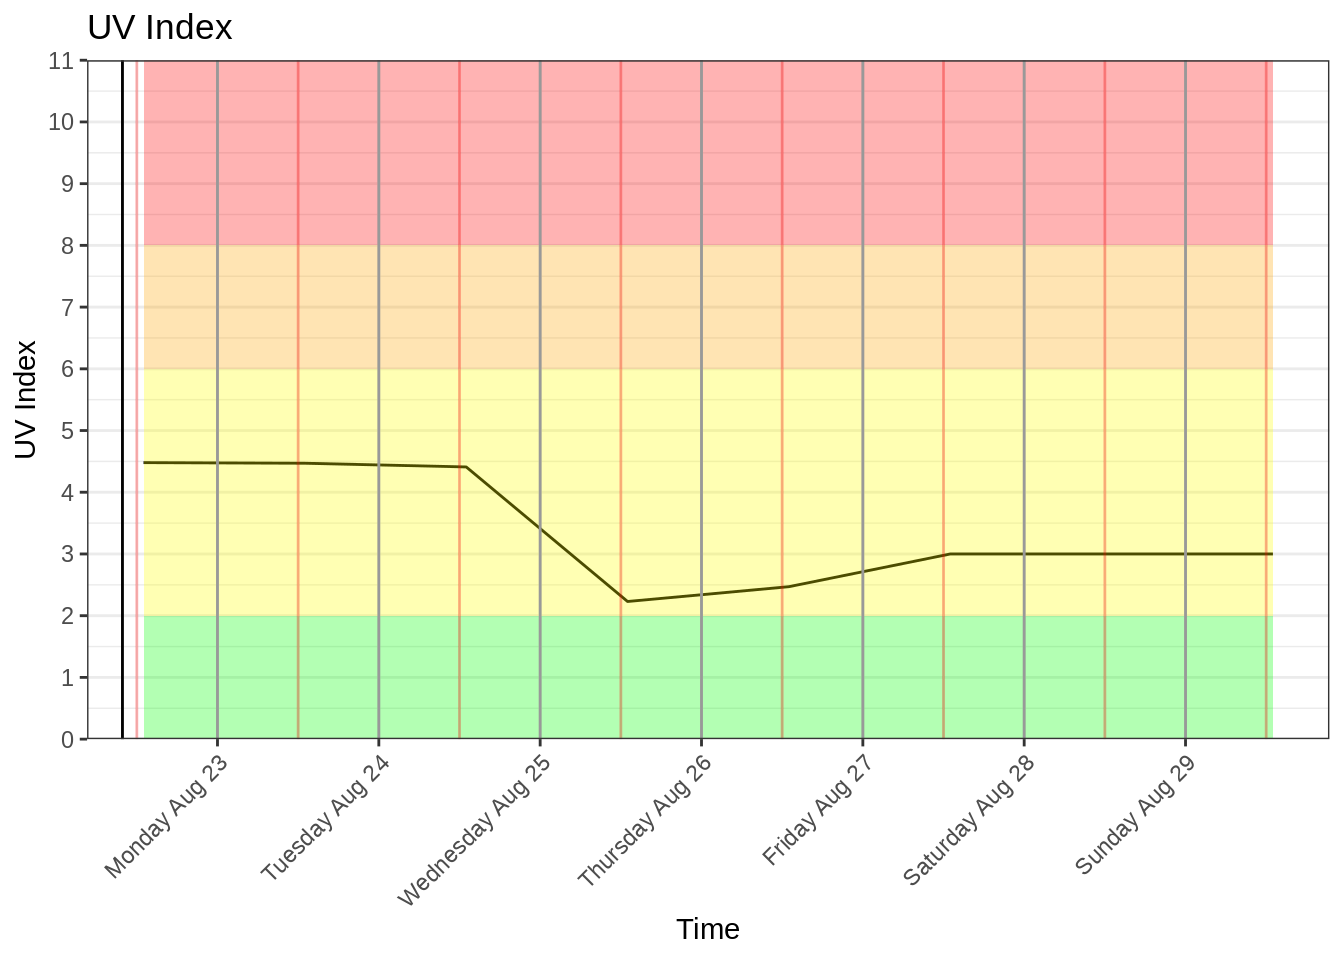 UV Index
11
10
9
8
7
6
5
4
3
2
1
0
UV Index
Monday Aug 23
Tuesday Aug 24
Wednesday Aug 25
Thursday Aug 26
Friday Aug 27
Saturday Aug 28
Sunday Aug 29
Time